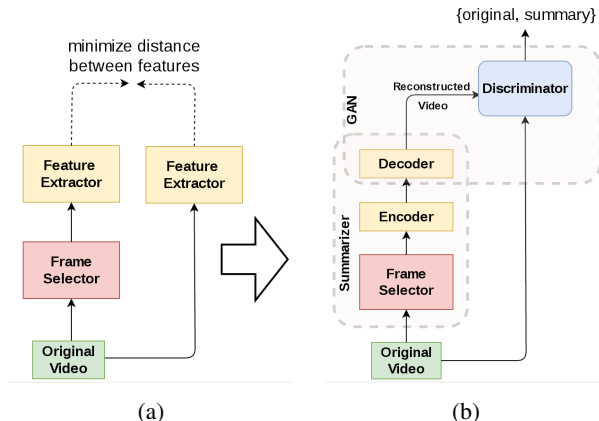 minimize distance
between features
Feature
Extractor
Feature
Extractor
Frame
Selector
Original
Video
(a)
{original, summary}
Discriminator
Reconstructed
Video
GAN
Decoder
Encoder
Summarizer
Frame
Selector
Original
Video
(b)